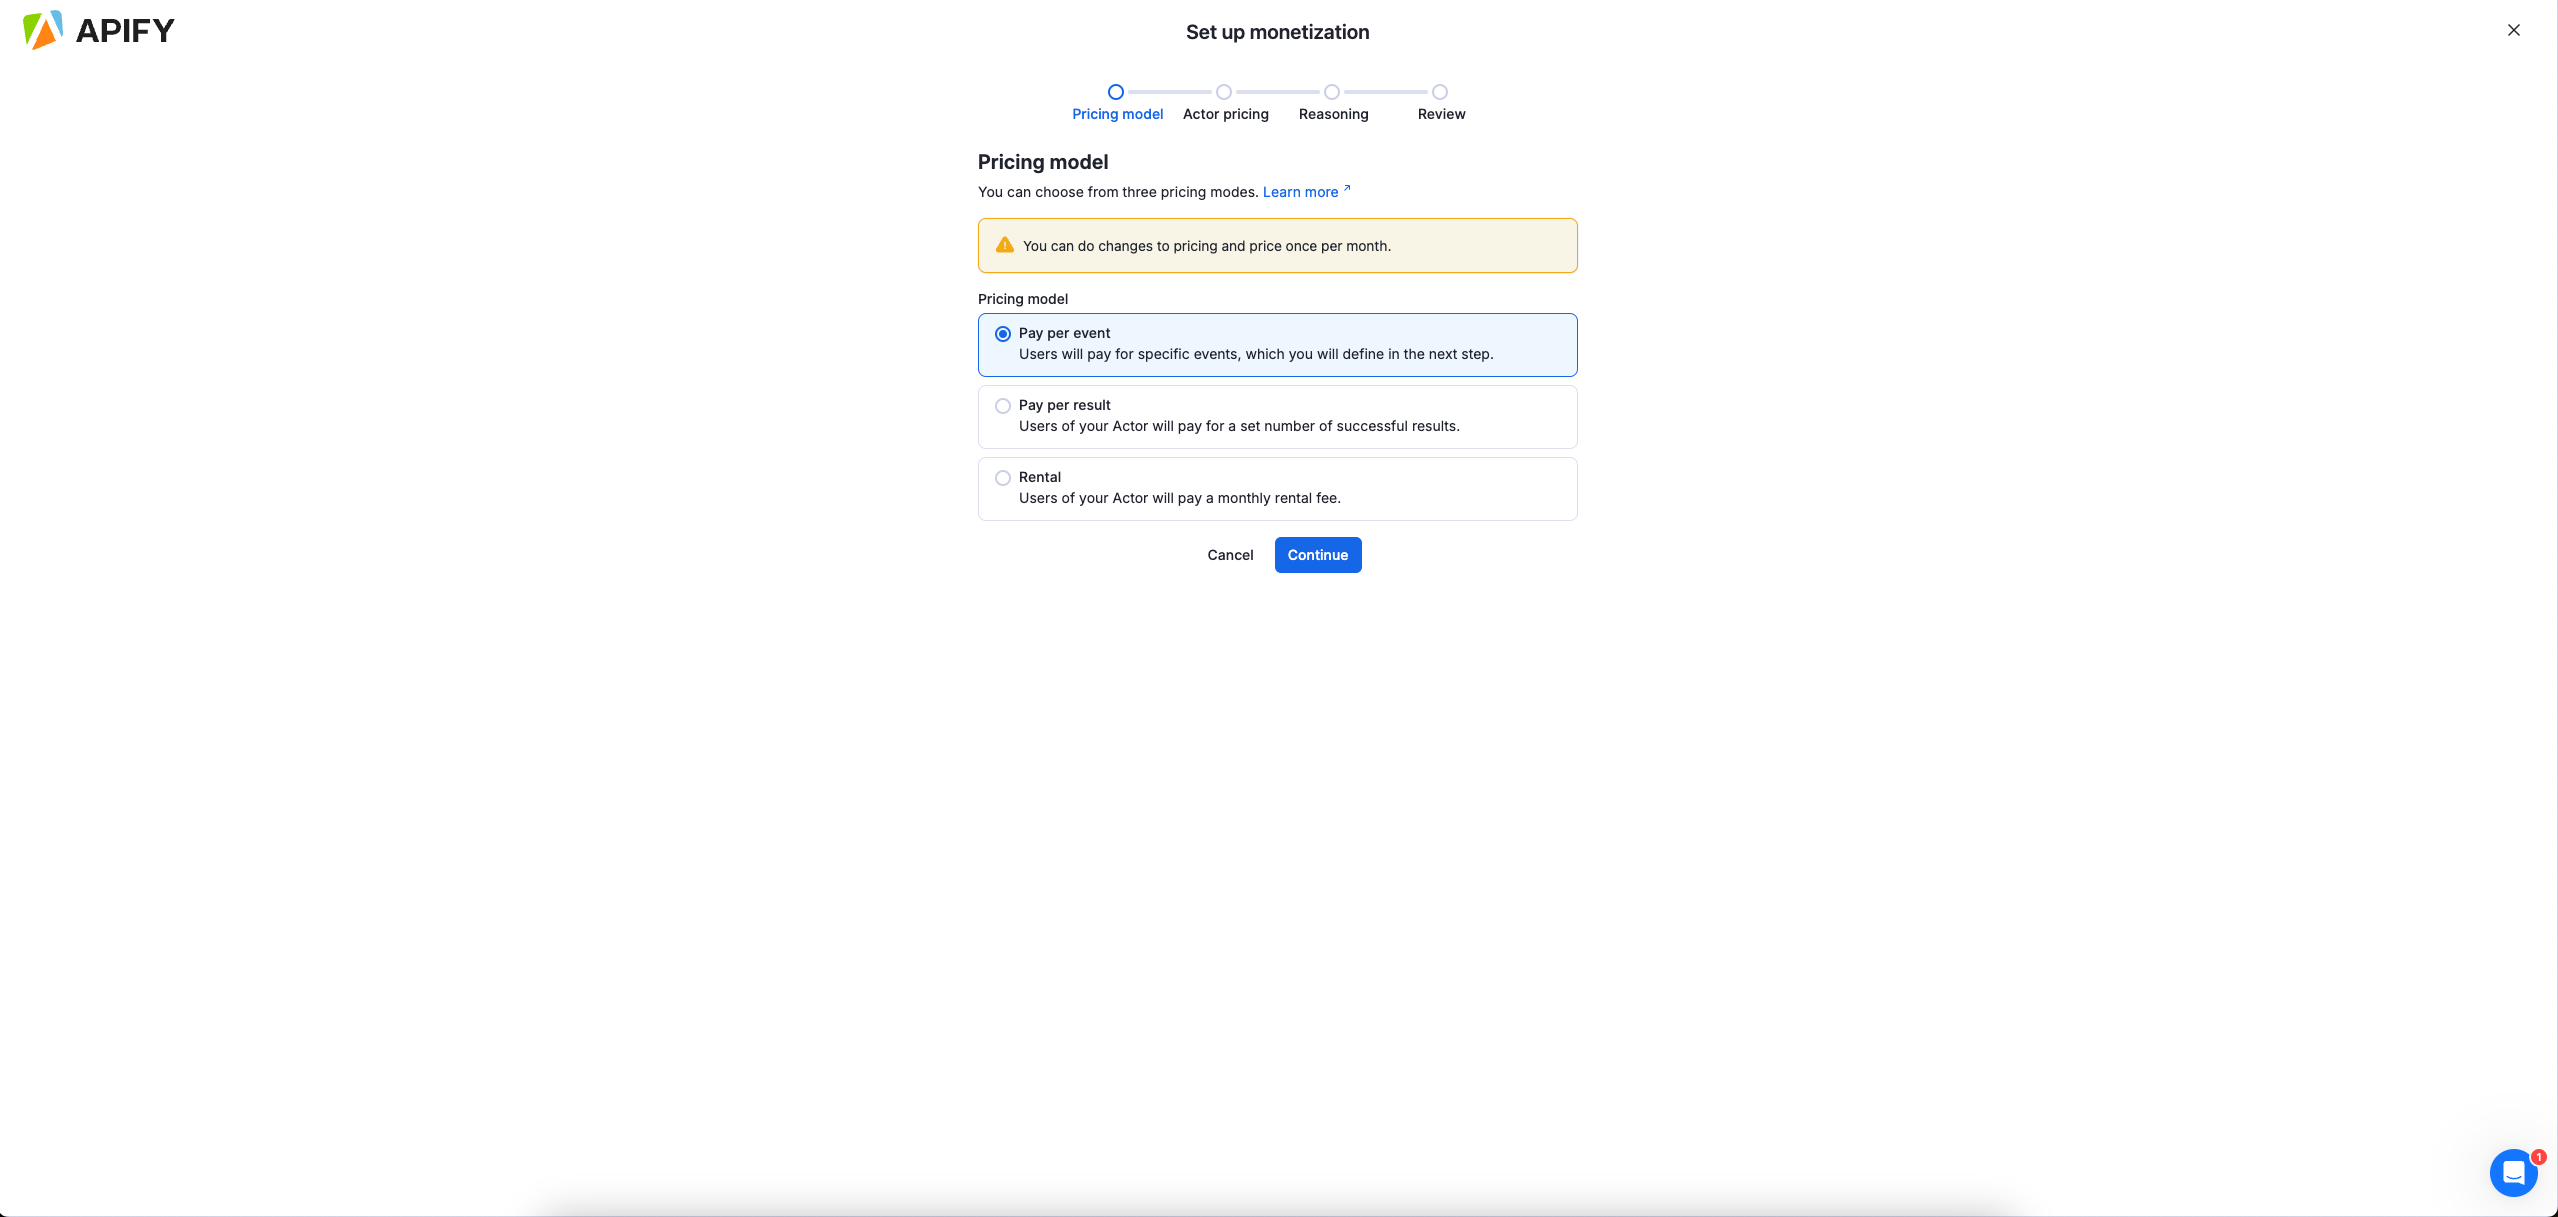 APIFY
Set up monetization
Pricing model
Actor pricing
Reasoning
Review
Pricing model
You can choose from three pricing modes. Learn more ↗
You can do changes to pricing and price once per month.
Pricing model
Pay per event
Users will pay for specific events, which you will define in the next step.
Pay per result
Users of your Actor will pay for a set number of successful results.
Rental
Users of your Actor will pay a monthly rental fee.
Cancel
Continue
1